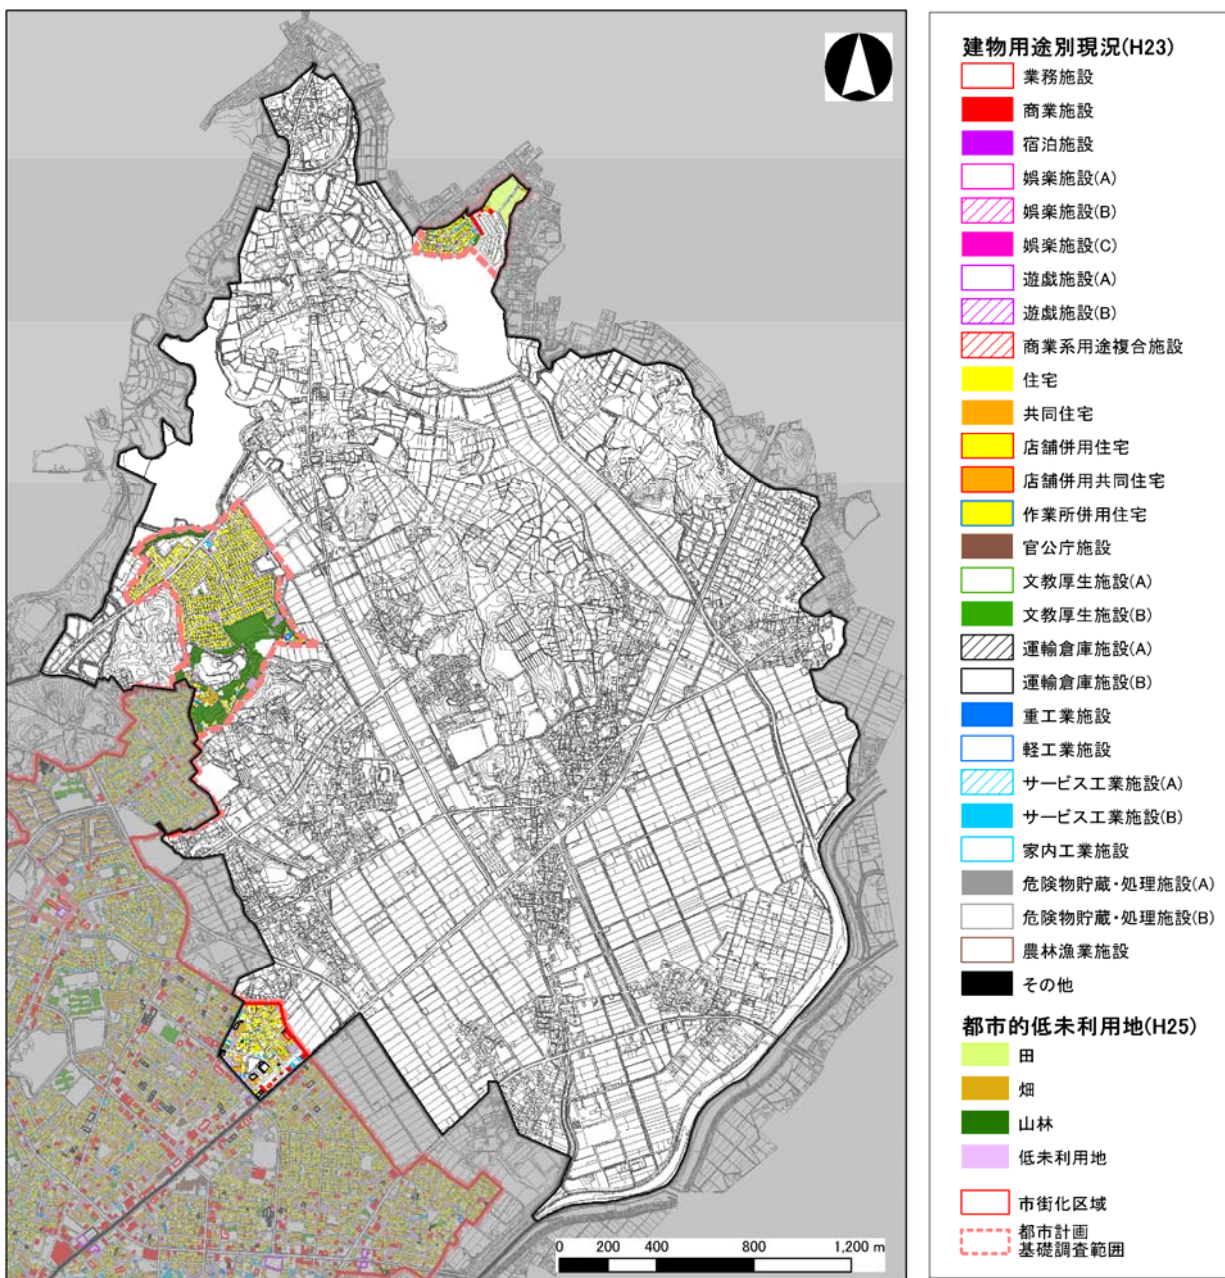 建物用途別現況(H23)
業務施設
商業施設
宿泊施設
娯楽施設(A)
娯楽施設(B)
娯楽施設(C)
遊戯施設(A)
遊戯施設(B)
商業系用途複合施設
住宅
共同住宅
店舗併用住宅
店舗併用共同住宅
作業所併用住宅
官公庁施設
文教厚生施設(A)
文教厚生施設(B)
運輸倉庫施設(A)
運輸倉庫施設(B)
重工業施設
軽工業施設
サービス工業施設(A)
サービス工業施設(B)
家内工業施設
危険物貯蔵・処理施設(A)
危険物貯蔵・処理施設(B)
農林漁業施設
その他
都市的低未利用地(H25)
田
畑
山林
低未利用地
市街化区域
都市計画
基礎調査範囲
0 200 400 800 1,200 m